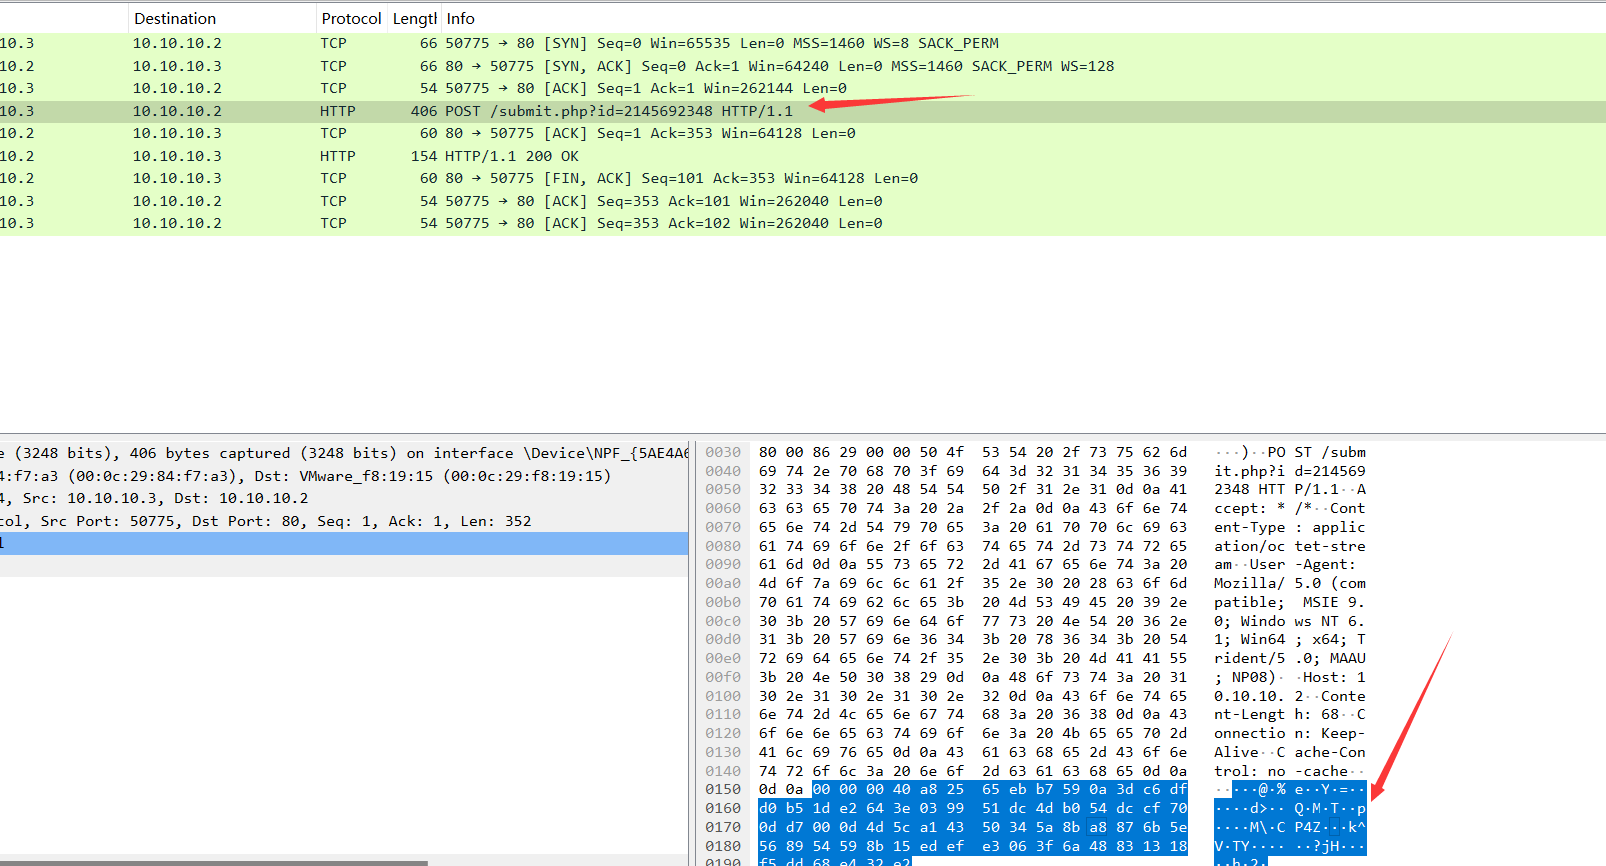 Destination Protocol Length Info
10.3 10.10.10.2 TCP 66 50775 → 80 [SYN] Seq=0 Win=65535 Len=0 MSS=1460 WS=8 SACK_PERM
10.2 10.10.10.3 TCP 66 80 → 50775 [SYN, ACK] Seq=0 Ack=1 Win=64240 Len=0 MSS=1460 SACK_PERM WS=128
10.3 10.10.10.2 TCP 54 50775 → 80 [ACK] Seq=1 Ack=1 Win=262144 Len=0
10.3 10.10.10.2 HTTP 406 POST /submit.php?id=2145692348 HTTP/1.1
10.2 10.10.10.3 TCP 60 80 → 50775 [ACK] Seq=1 Ack=353 Win=64128 Len=0
10.2 10.10.10.3 HTTP 154 HTTP/1.1 200 OK
10.2 10.10.10.3 TCP 60 80 → 50775 [FIN, ACK] Seq=101 Ack=353 Win=64128 Len=0
10.3 10.10.10.2 TCP 54 50775 → 80 [ACK] Seq=353 Ack=101 Win=262040 Len=0
10.3 10.10.10.2 TCP 54 50775 → 80 [ACK] Seq=353 Ack=102 Win=262040 Len=0
e (3248 bits), 406 bytes captured (3248 bits) on interface \Device\NPF_{5AE4A6
4:f7:a3 (00:0c:29:84:f7:a3), Dst: VMware_f8:19:15 (00:0c:29:f8:19:15)
4, Src: 10.10.10.3, Dst: 10.10.10.2
col, Src Port: 50775, Dst Port: 80, Seq: 1, Ack: 1, Len: 352
1
0030 80 00 86 29 00 00 50 4f 53 54 20 2f 73 75 62 6d ···)··PO ST /subm
0040 69 74 2e 70 68 70 3f 69 64 3d 32 31 34 35 36 39 it.php?i d=214569
0050 32 33 34 38 20 48 54 54 50 2f 31 2e 31 0d 0a 41 2348 HTT P/1.1··A
0060 63 63 65 70 74 3a 20 2a 2f 2a 0d 0a 43 6f 6e 74 ccept: * /*··Cont
0070 65 6e 74 2d 54 79 70 65 3a 20 61 70 70 6c 69 63 ent-Type : applic
0080 61 74 69 6f 6e 2f 6f 63 74 65 74 2d 73 74 72 65 ation/oc tet-stre
0090 61 6d 0d 0a 55 73 65 72 2d 41 67 65 6e 74 3a 20 am··User -Agent:
00a0 4d 6f 7a 69 6c 6c 61 2f 35 2e 30 20 28 63 6f 6d Mozilla/ 5.0 (com
00b0 70 61 74 69 62 6c 65 3b 20 4d 53 49 45 20 39 2e patible; MSIE 9.
00c0 30 3b 20 57 69 6e 64 6f 77 73 20 4e 54 20 36 2e 0; Windo ws NT 6.
00d0 31 3b 20 57 69 6e 36 34 3b 20 78 36 34 3b 20 54 1; Win64 ; x64; T
00e0 72 69 64 65 6e 74 2f 35 2e 30 3b 20 4d 41 41 55 rident/5 .0; MAAU
00f0 3b 20 4e 50 30 38 29 0d 0a 48 6f 73 74 3a 20 31 ; NP08)· ·Host: 1
0100 30 2e 31 30 2e 31 30 2e 32 0d 0a 43 6f 6e 74 65 0.10.10. 2··Conte
0110 6e 74 2d 4c 65 6e 67 74 68 3a 20 36 38 0d 0a 43 nt-Lengt h: 68··C
0120 6f 6e 6e 65 63 74 69 6f 6e 3a 20 4b 65 65 70 2d onnectio n: Keep-
0130 41 6c 69 76 65 0d 0a 43 61 63 68 65 2d 43 6f 6e Alive··C ache-Con
0140 74 72 6f 6c 3a 20 6e 6f 2d 63 61 63 68 65 0d 0a trol: no -cache··
0150 0d 0a 00 00 00 40 a8 25 65 eb b7 59 0a 3d c6 df ·····@·% e··Y·=··
0160 d0 b5 1d e2 64 3e 03 99 51 dc 4d b0 54 dc cf 70 ····d>·· Q·M·T··p
0170 0d d7 00 0d 4d 5c a1 43 50 34 5a 8b a8 87 6b 5e ····M\·C P4Z···k^
0180 56 89 54 59 8b 15 ed ef e3 06 3f 6a 48 83 13 18 V·TY···· ··?jH···
0190 f5 dd 68 e4 32 e2 ··h·2·